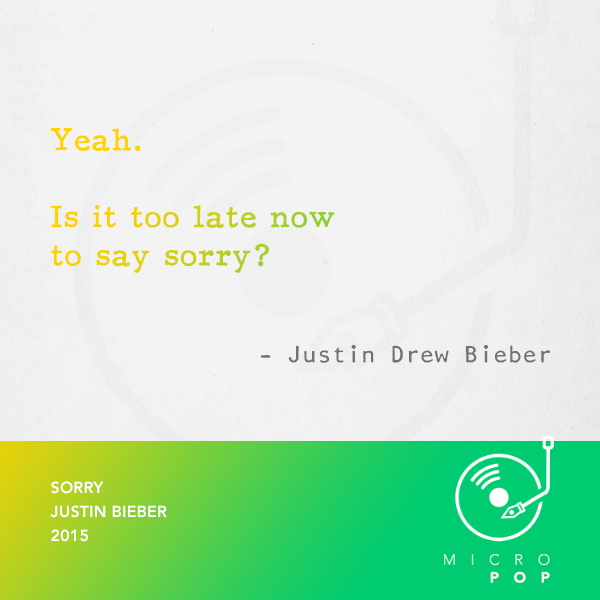 Yeah.
Is it too late now
to say sorry?
- Justin Drew Bieber
SORRY
JUSTIN BIEBER
2015
MICRO
POP